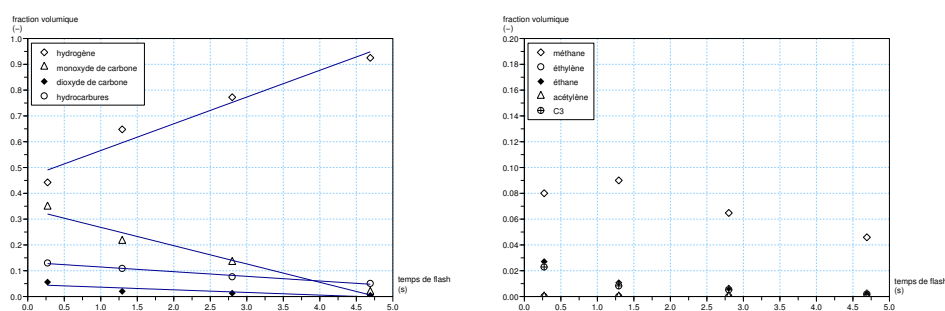 fraction volumique
(−)
1.0
0.9
0.8
0.7
0.6
0.5
0.4
0.3
0.2
0.1
0.0
hydrogène
monoxyde de carbone
dioxyde de carbone
hydrocarbures
0.0 0.5 1.0 1.5 2.0 2.5 3.0 3.5 4.0 4.5 5.0
temps de flash
(s)
fraction volumique
(−)
0.20
0.18
0.16
0.14
0.12
0.10
0.08
0.06
0.04
0.02
0.00
méthane
éthylène
éthane
acétylène
C3
0.0 0.5 1.0 1.5 2.0 2.5 3.0 3.5 4.0 4.5 5.0
temps de flash
(s)